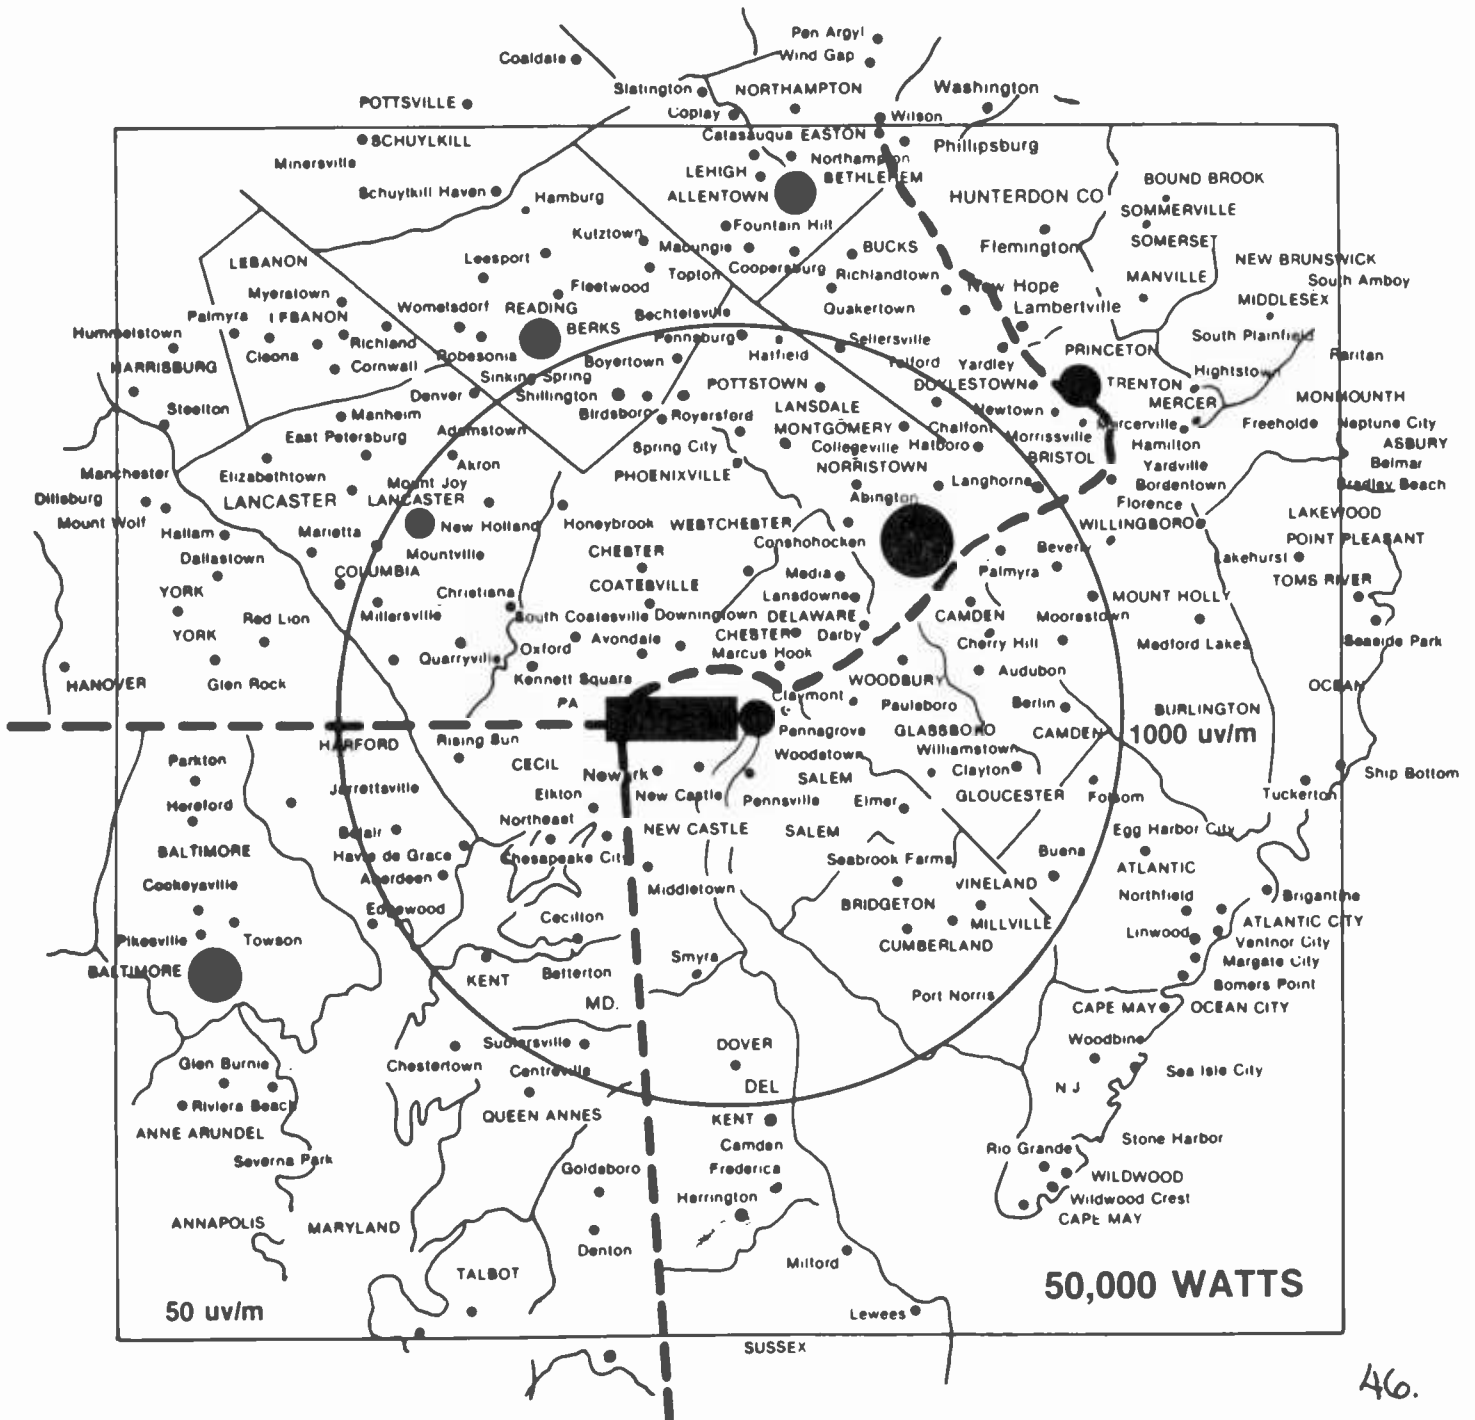 Pen Argyl
Coaldale
Wind Gap
Slatington
NORTHAMPTON
Washington
POTTSVILLE
Coplay
Wilson
SCHUYLKILL
Catasauqua EASTON
Phillipsburg
Minersville
Northampton
LEHIGH
BETHLEHEM
BOUND BROOK
Schuylkill Haven
Hamburg
ALLENTOWN
HUNTERDON CO
SOMMERVILLE
Kutztown
Fountain Hill
BUCKS
Flemington
SOMERSET
LEBANON
Leesport
Macungie
Coopersburg
NEW BRUNSWICK
Topton
Richlandtown
MANVILLE
South Amboy
Myerstown
Fleetwood
New Hope
MIDDLESEX
Palmyra
Womelsdorf
READING
Bechtelsville
Quakertown
Lambertville
Hummelstown
BERKS
Pennsburg
Sellersville
South Plainfield
Cleona
Richland
Robesonia
Boyertown
Hatfield
Telford
Yardley
PRINCETON
Raritan
HARRISBURG
Cornwall
Sinking Spring
POTTSTOWN
DOYLESTOWN
TRENTON
Hightstown
Denver
Shillington
LANSDALE
MERCER
MONMOUTH
Steelton
Manheim
Birdsboro
Royersford
Newtown
Mercerville
Freeholde
Neptune City
East Petersburg
Adamstown
MONTGOMERY
Chalfont
Morrissville
Hamilton
ASBURY
Spring City
Collegeville
Hatboro
BRISTOL
Belmar
Manchester
Elizabethtown
Akron
PHOENIXVILLE
NORRISTOWN
Yardville
Dillsburg
Mount Joy
Langhorne
Bordentown
Bradley Beach
LANCASTER
LANCASTER
Abington
Florence
LAKEWOOD
Mount Wolf
Hallam
Marietta
New Holland
Honeybrook
WESTCHESTER
WILLINGBORO
POINT PLEASANT
Dallastown
Mountville
CHESTER
Conshohocken
Beverly
Lakehurst
COLUMBIA
Media
Palmyra
TOMS RIVER
YORK
Christiana
COATESVILLE
Lansdowne
MOUNT HOLLY
Red Lion
Millersville
South Coatesville
Downingtown
DELAWARE
CAMDEN
Moorestown
YORK
Avondale
CHESTER
Darby
Cherry Hill
Medford Lakes
Seaside Park
Quarryville
Oxford
Marcus Hook
HANOVER
Glen Rock
Kennett Square
WOODBURY
Audubon
OCEAN
PA
Claymont
Paulsboro
Berlin
BURLINGTON
HARFORD
Rising Sun
Pennsgrove
GLASSBORO
CAMDEN
1000 uv/m
Parkton
CECIL
Newark
Woodstown
Williamstown
Clayton
Ship Bottom
Jarrettsville
Elkton
New Castle
Pennsville
SALEM
Elmer
GLOUCESTER
Folsom
Tuckerton
Hereford
Northeast
NEW CASTLE
SALEM
Egg Harbor City
Belair
BALTIMORE
Havre de Grace
Chesapeake City
Seabrook Farms
Buena
ATLANTIC
Cockeysville
Aberdeen
Middletown
VINELAND
Northfield
Brigantine
Edgewood
Cecilton
BRIDGETON
MILLVILLE
ATLANTIC CITY
Pikesville
Towson
CUMBERLAND
Linwood
Ventnor City
BALTIMORE
KENT
Betterton
Smyra
Margate City
MD.
Port Norris
Somers Point
CAPE MAY
OCEAN CITY
Sudlersville
DOVER
Woodbine
Glen Burnie
Chestertown
Centreville
DEL
N J
Sea Isle City
Riviera Beach
QUEEN ANNES
KENT
ANNE ARUNDEL
Camden
Rio Grande
Stone Harbor
Severna Park
Goldsboro
Frederica
WILDWOOD
Harrington
Wildwood Crest
ANNAPOLIS
MARYLAND
CAPE MAY
Denton
Milford
TALBOT
50,000 WATTS
50 uv/m
Lewees
SUSSEX
46.